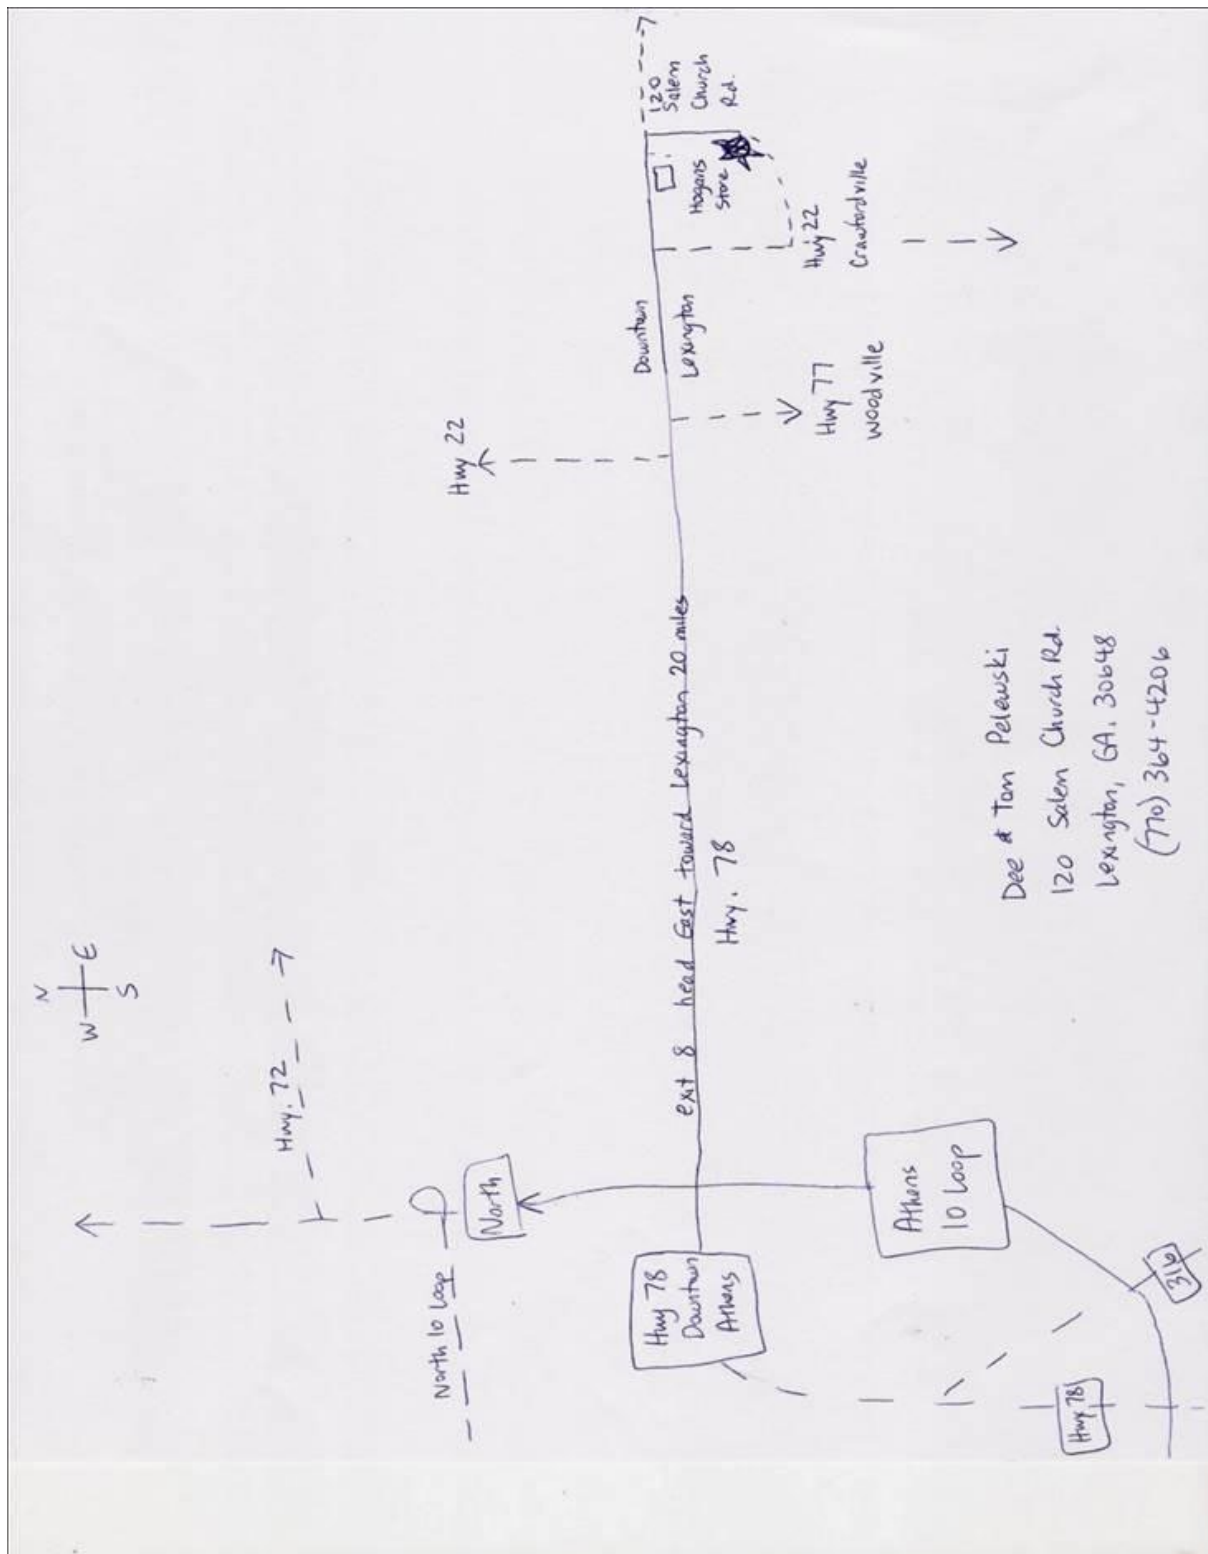 N
W E
S
Hwy. 72
North 10 Loop
North
Hwy 78
Downtown
Athens
exit 8 head East toward Lexington 20 miles
Hwy. 78
Athens
10 Loop
316
Hwy 78
Hwy 22
Downtown
Lexington
Hwy 77
Woodville
Hwy 22
Crawfordville
Hogans
Store
120
Salem
Church
Rd.
Dee & Tom Pelewski
120 Salem Church Rd.
Lexington, GA. 30648
(770) 364-4206